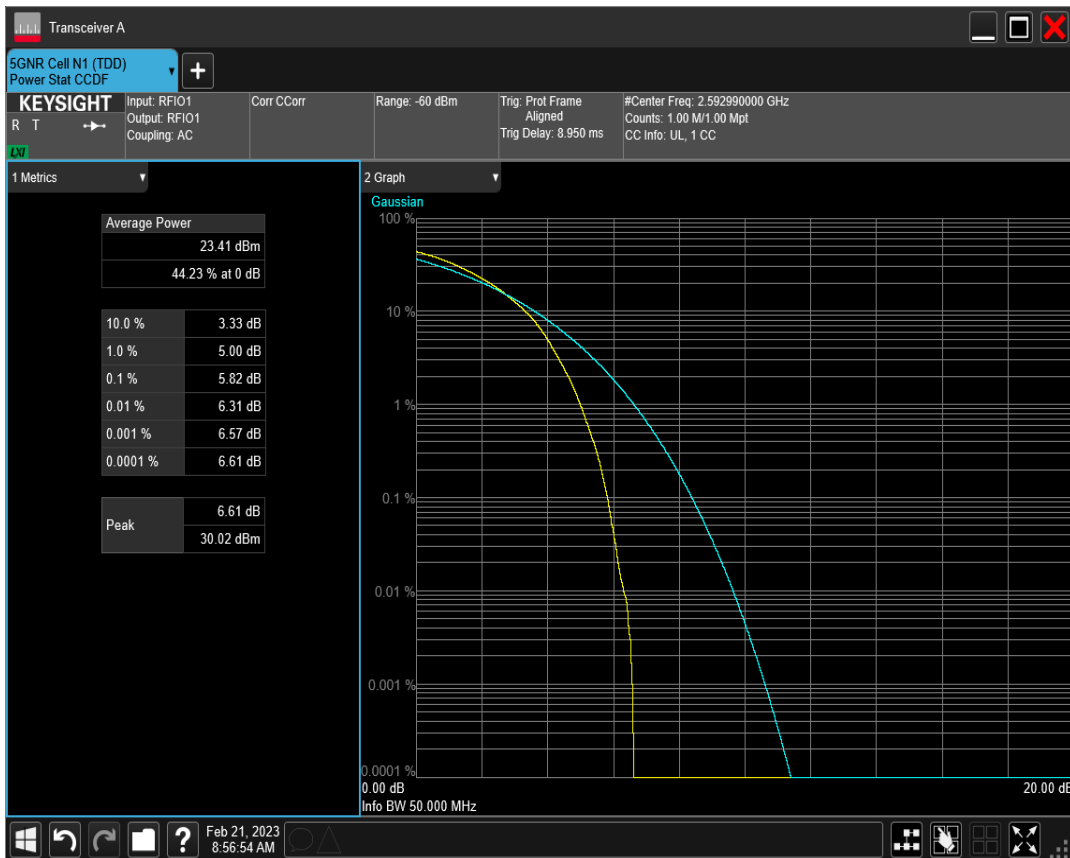 Transceiver A
5GNR Cell N1 (TDD)
Power Stat CCDF
KEYSIGHT
R T
LXI
Input: RFIO1
Output: RFIO1
Coupling: AC
Corr CCorr
Range: -60 dBm
Trig: Prot Frame
Aligned
Trig Delay: 8.950 ms
#Center Freq: 2.592990000 GHz
Counts: 1.00 M/1.00 Mpt
CC Info: UL, 1 CC
1 Metrics
Average Power
23.41 dBm
44.23 % at 0 dB
10.0 % 3.33 dB
1.0 % 5.00 dB
0.1 % 5.82 dB
0.01 % 6.31 dB
0.001 % 6.57 dB
0.0001 % 6.61 dB
Peak 6.61 dB
30.02 dBm
2 Graph
Gaussian
100 %
10 %
1 %
0.1 %
0.01 %
0.001 %
0.0001 %
0.00 dB 20.00 dB
Info BW 50.000 MHz
? Feb 21, 2023
8:56:54 AM